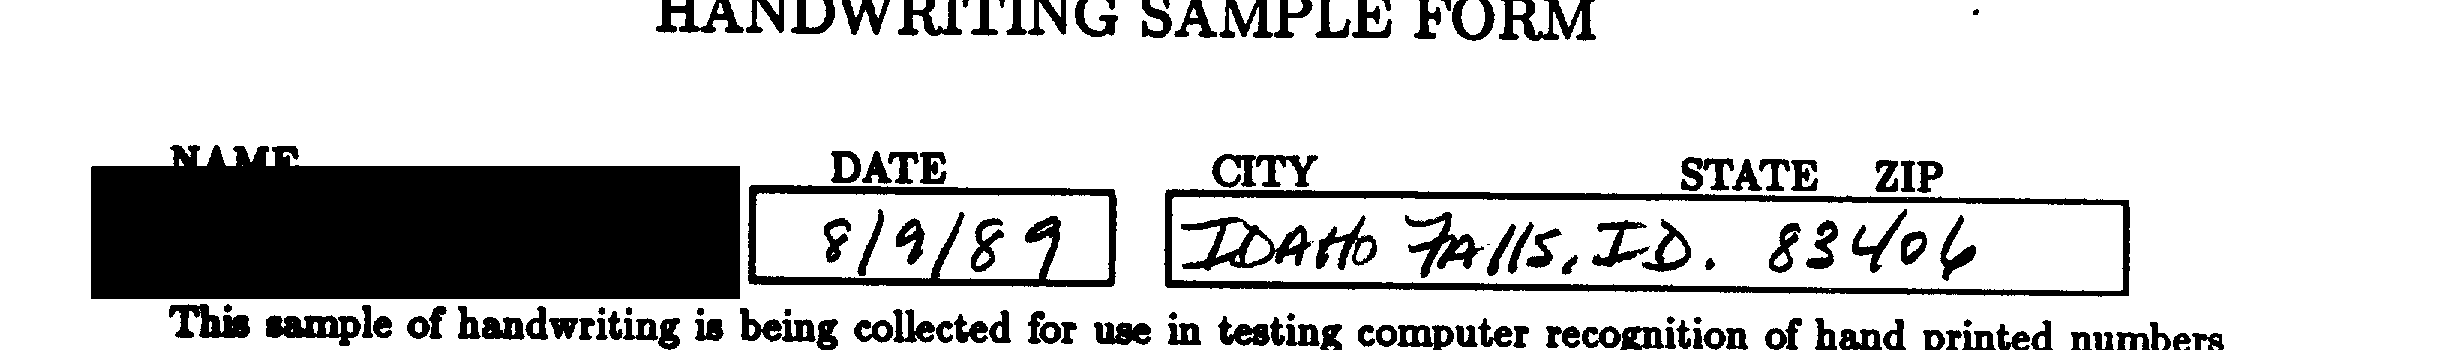 HANDWRITING SAMPLE FORM
NAME DATE CITY STATE ZIP
8/9/89 IDAHO FAllS, ID. 83406
This sample of handwriting is being collected for use in testing computer recognition of hand printed numbers